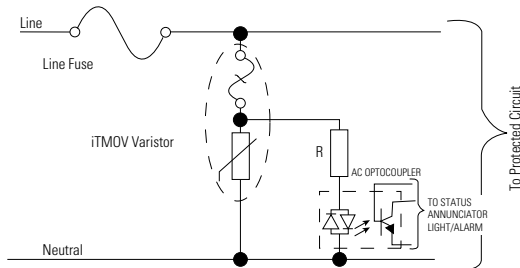 Line
Line Fuse
iTMOV Varistor
R
AC OPTOCOUPLER
TO STATUS
ANNUNCIATOR
LIGHT/ALARM
Neutral
To Protected Circuit